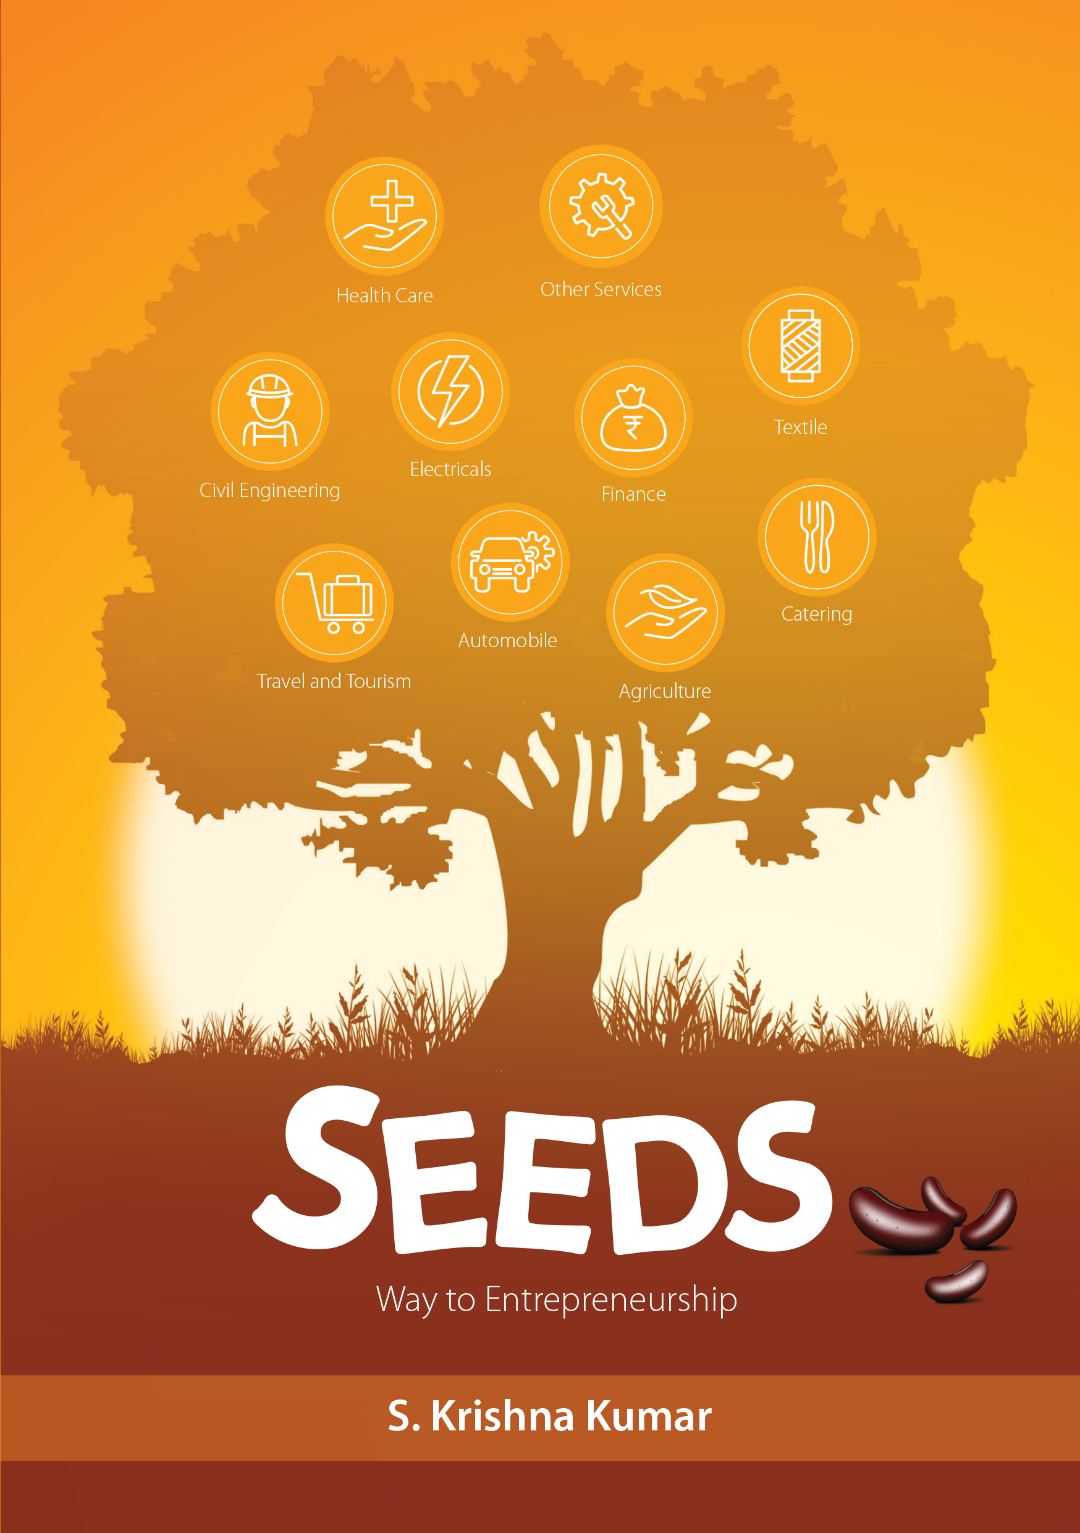 Health Care
Other Services
Textile
Civil Engineering
Electricals
Finance
Catering
Travel and Tourism
Automobile
Agriculture
₹
SEEDS
Way to Entrepreneurship
S. Krishna Kumar